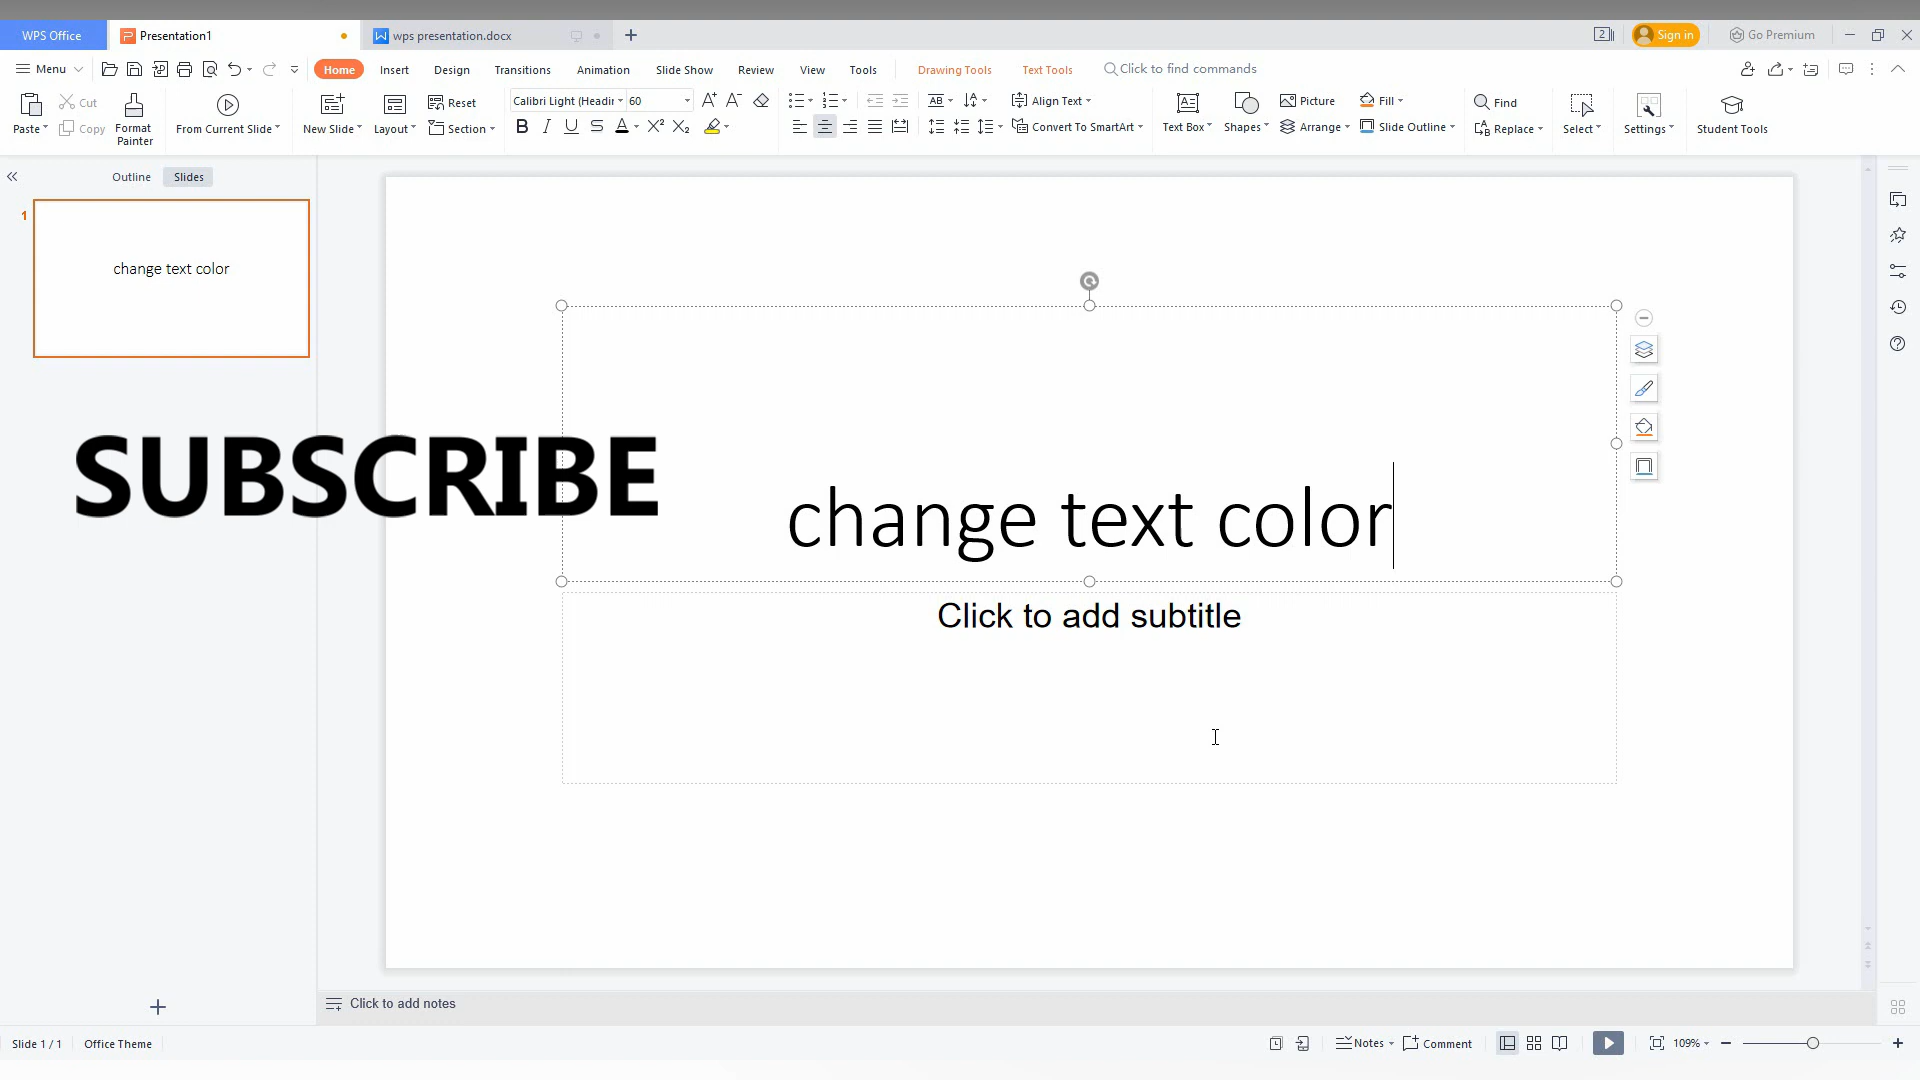 WPS Office
Presentation1
wps presentation.docx
2
Sign in
Go Premium
Menu
Home
Insert
Design
Transitions
Animation
Slide Show
Review
View
Tools
Drawing Tools
Text Tools
Click to find commands
Paste
Cut
Copy
Format
Painter
From Current Slide
New Slide
Layout
Reset
Section
Calibri Light (Headin
60
Align Text
Convert To SmartArt
Text Box
Shapes
Picture
Arrange
Fill
Slide Outline
Find
Replace
Select
Settings
Student Tools
Outline
Slides
1
change text color
SUBSCRIBE
change text color
Click to add subtitle
Click to add notes
Slide 1 / 1
Office Theme
Notes
Comment
109%